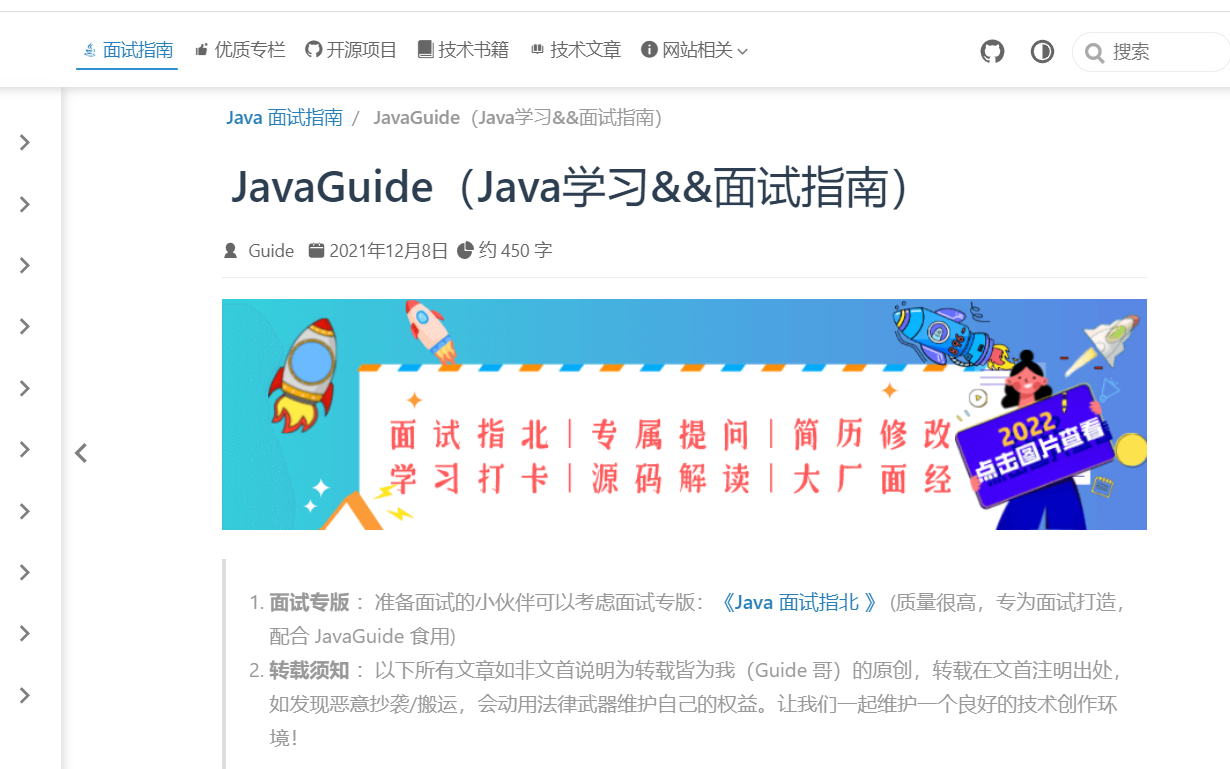 面试指南 优质专栏 开源项目 技术书籍 技术文章 网站相关 搜索
Java 面试指南 / JavaGuide（Java学习&&面试指南）
JavaGuide（Java学习&&面试指南）
Guide 2021年12月8日 约 450 字
面试指北｜专属提问｜简历修改
学习打卡｜源码解读｜大厂面经
2022
点击图片查看
1. 面试专版 ：准备面试的小伙伴可以考虑面试专版：《Java 面试指北 》 (质量很高，专为面试打造，
配合 JavaGuide 食用)
2. 转载须知 ：以下所有文章如非文首说明为转载皆为我（Guide 哥）的原创，转载在文首注明出处，
如发现恶意抄袭/搬运，会动用法律武器维护自己的权益。让我们一起维护一个良好的技术创作环
境！